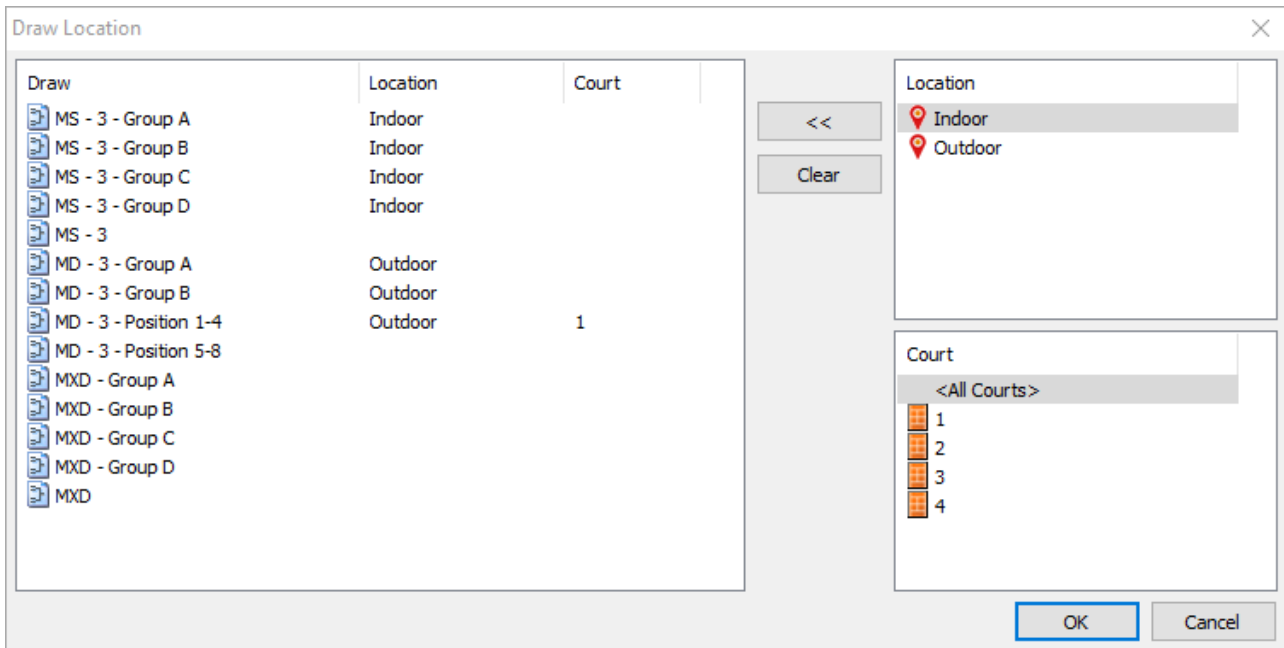 Draw Location
Draw Location Court
MS - 3 - Group A Indoor
MS - 3 - Group B Indoor
MS - 3 - Group C Indoor
MS - 3 - Group D Indoor
MS - 3
MD - 3 - Group A Outdoor
MD - 3 - Group B Outdoor
MD - 3 - Position 1-4 Outdoor 1
MD - 3 - Position 5-8
MXD - Group A
MXD - Group B
MXD - Group C
MXD - Group D
MXD
<<
Clear
Location
Indoor
Outdoor
Court
<All Courts>
1
2
3
4
OK Cancel